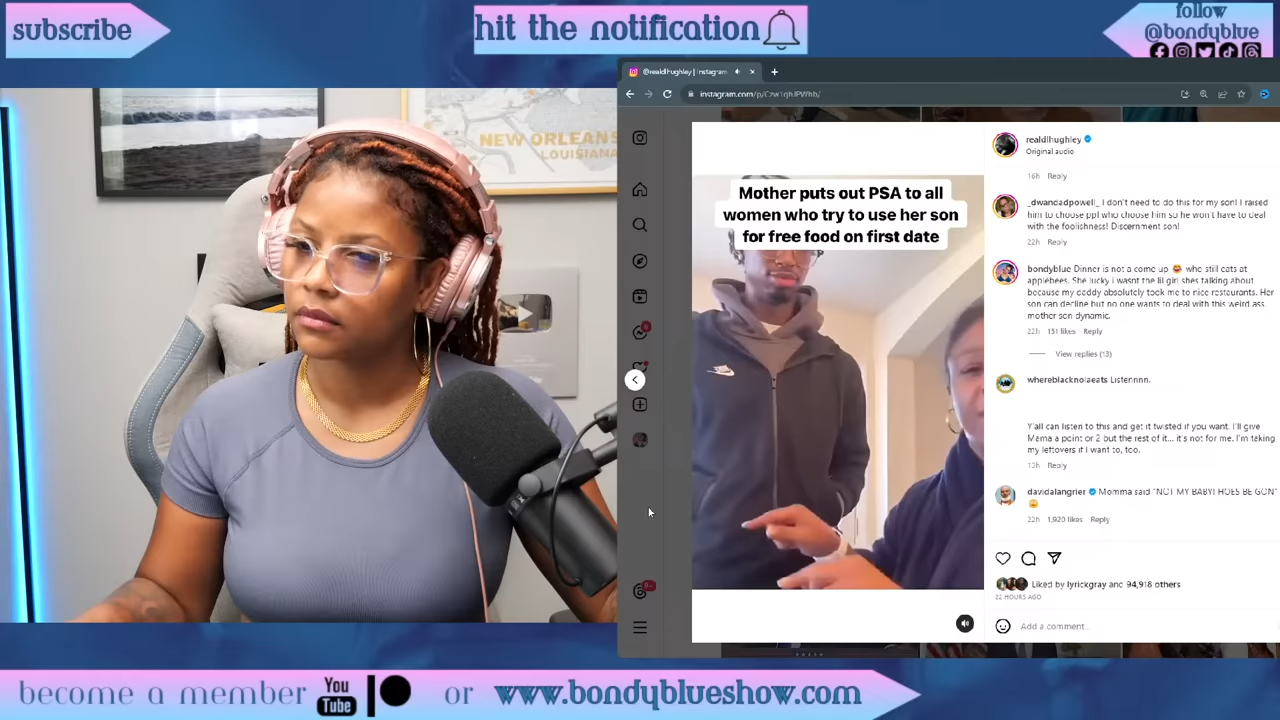 subscribe
hit the notification
follow
@bondyblue
NEW ORLEANS
LOUISIANA
@realdlhughley | Instagram
instagram.com/p/
Mother puts out PSA to all
women who try to use her son
for free food on first date
realdlhughley
Original audio
16h Reply
_dwandadpowell_ I don't need to do this for my son! I raised
him to choose ppl who choose him so he won't have to deal
with the foolishness! Discernment son!
22h Reply
bondyblue Dinner is not a come up 🤣 who still eats at
applebees. She lucky I wasnt the lil girl shes talking about
because my daddy absolutely took me to nice restaurants. Her
son can decline but no one wants to deal with this weird ass
mother son dynamic.
22h 151 likes Reply
View replies (13)
whereblacknolaeats Listennnn.
Y'all can listen to this and get it twisted if you want. I'll give
Mama a point or 2 but the rest of it... it's not for me. I'm taking
my leftovers if I want to, too.
13h Reply
davidalangrier Momma said "NOT MY BABY! HOES BE GON"
22h 1,920 likes Reply
Liked by lyrickgray and 94,918 others
22 HOURS AGO
Add a comment...
become a member You Tube or www.bondyblueshow.com